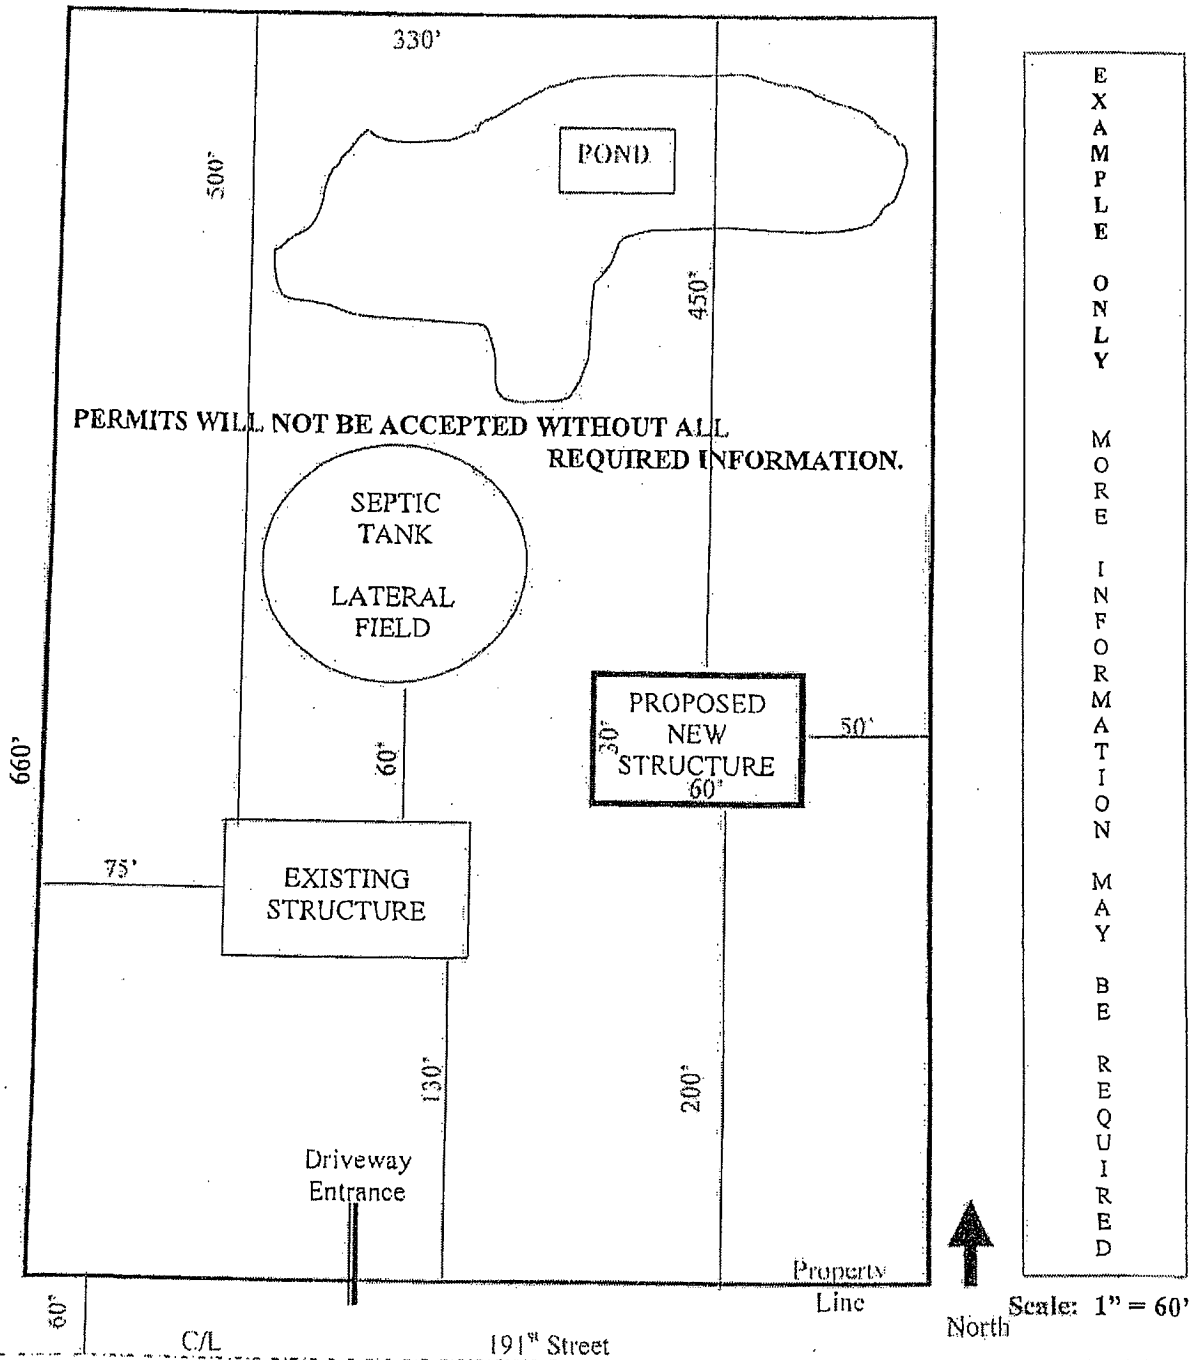 330'
500'
POND
450'
PERMITS WILL NOT BE ACCEPTED WITHOUT ALL
REQUIRED INFORMATION.
SEPTIC
TANK
LATERAL
FIELD
660'
60'
PROPOSED
NEW
STRUCTURE
30'
60'
50'
75'
EXISTING
STRUCTURE
130'
200'
Driveway
Entrance
Property
Line
North
Scale: 1" = 60'
60'
C/L
191st Street
EXAMPLE ONLY MORE INFORMATION MAY BE REQUIRED